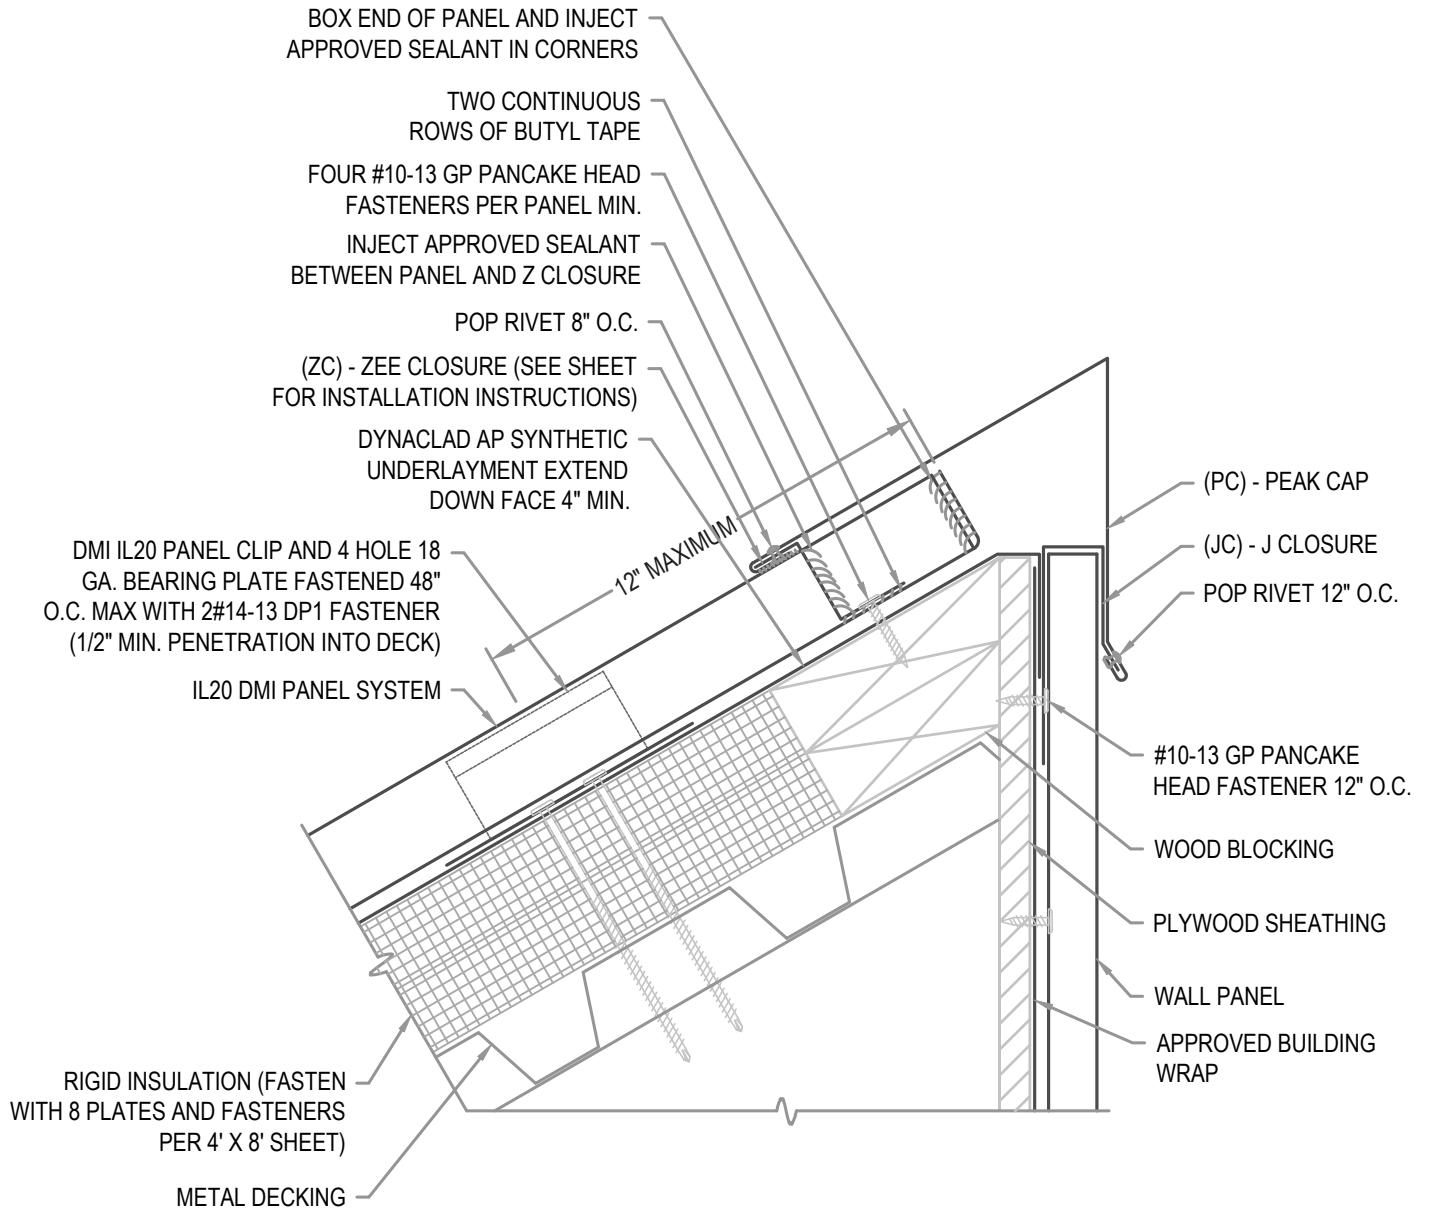 BOX END OF PANEL AND INJECT
APPROVED SEALANT IN CORNERS
TWO CONTINUOUS
ROWS OF BUTYL TAPE
FOUR #10-13 GP PANCAKE HEAD
FASTENERS PER PANEL MIN.
INJECT APPROVED SEALANT
BETWEEN PANEL AND Z CLOSURE
POP RIVET 8" O.C.
(ZC) - ZEE CLOSURE (SEE SHEET
FOR INSTALLATION INSTRUCTIONS)
DYNACLAD AP SYNTHETIC
UNDERLAYMENT EXTEND
DOWN FACE 4" MIN.
DMI IL20 PANEL CLIP AND 4 HOLE 18
GA. BEARING PLATE FASTENED 48"
O.C. MAX WITH 2#14-13 DP1 FASTENER
(1/2" MIN. PENETRATION INTO DECK)
IL20 DMI PANEL SYSTEM
12" MAXIMUM
RIGID INSULATION (FASTEN
WITH 8 PLATES AND FASTENERS
PER 4' X 8' SHEET)
METAL DECKING
(PC) - PEAK CAP
(JC) - J CLOSURE
POP RIVET 12" O.C.
#10-13 GP PANCAKE
HEAD FASTENER 12" O.C.
WOOD BLOCKING
PLYWOOD SHEATHING
WALL PANEL
APPROVED BUILDING
WRAP